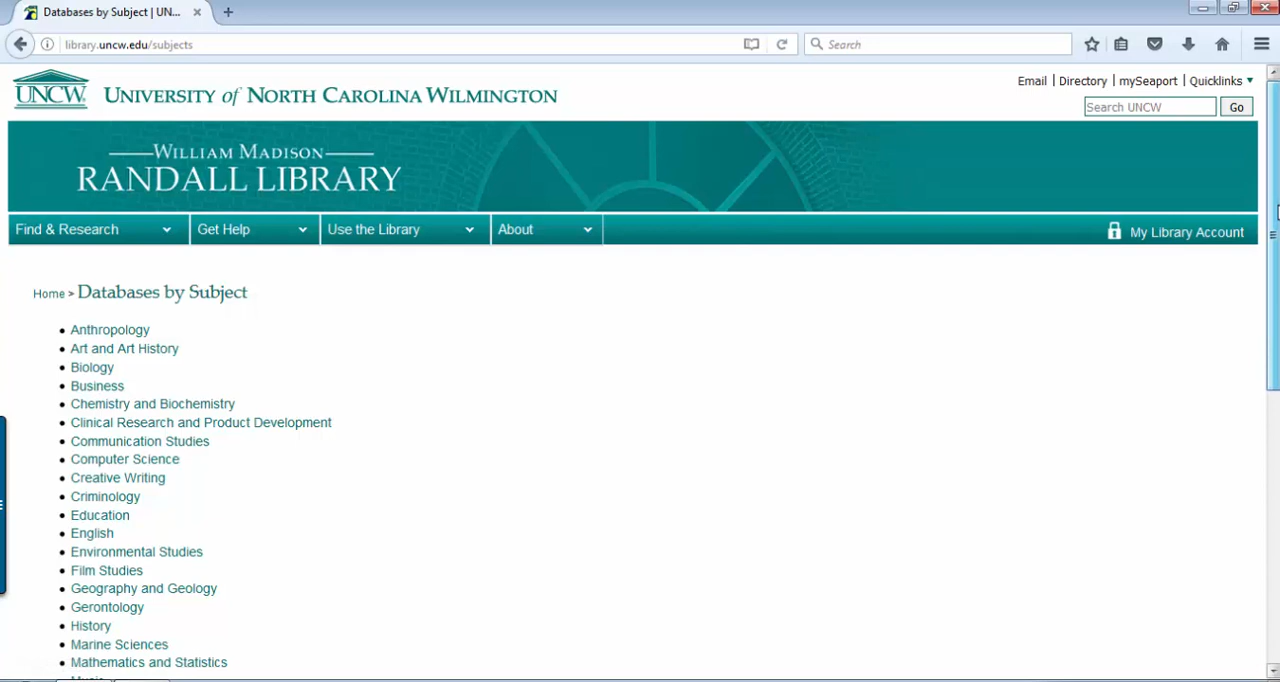 Databases by Subject | UN...
library.uncw.edu/subjects
Search
Email | Directory | mySeaport | Quicklinks
UNCW UNIVERSITY of NORTH CAROLINA WILMINGTON
Search UNCW Go
WILLIAM MADISON
RANDALL LIBRARY
Find & Research Get Help Use the Library About My Library Account
Home > Databases by Subject
Anthropology
Art and Art History
Biology
Business
Chemistry and Biochemistry
Clinical Research and Product Development
Communication Studies
Computer Science
Creative Writing
Criminology
Education
English
Environmental Studies
Film Studies
Geography and Geology
Gerontology
History
Marine Sciences
Mathematics and Statistics